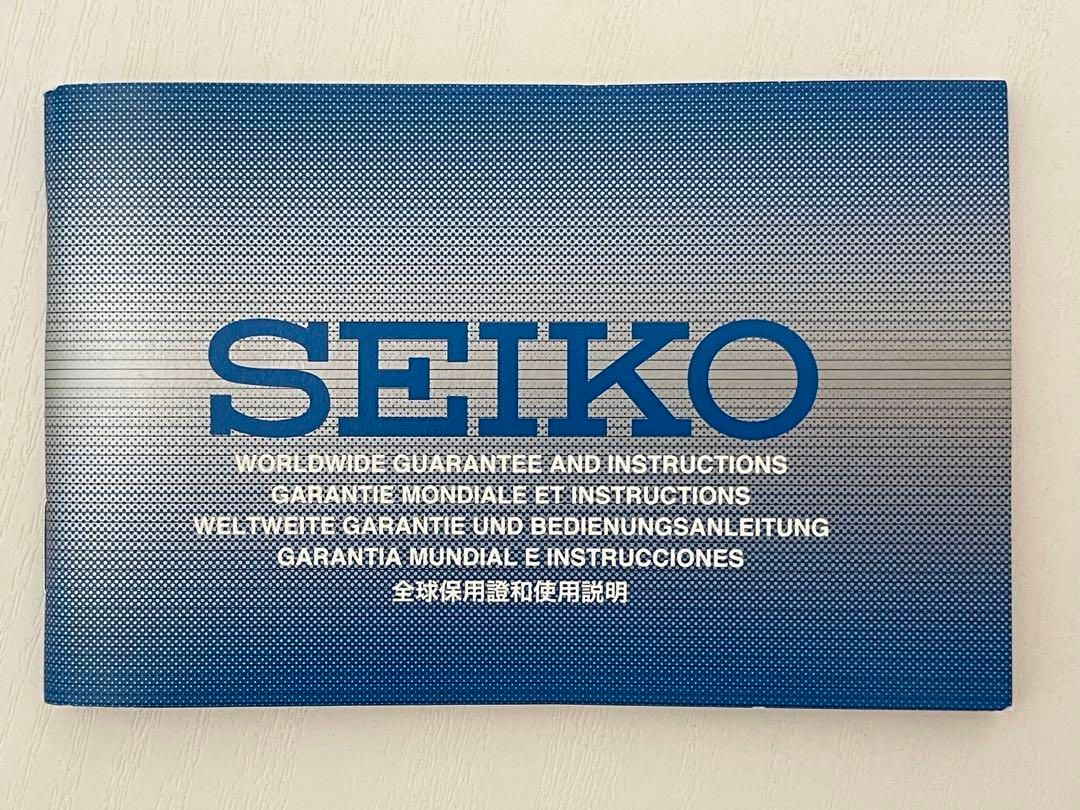 SEIKO
WORLDWIDE GUARANTEE AND INSTRUCTIONS
GARANTIE MONDIALE ET INSTRUCTIONS
WELTWEITE GARANTIE UND BEDIENUNGSANLEITUNG
GARANTIA MUNDIAL E INSTRUCCIONES
全球保用證和使用説明